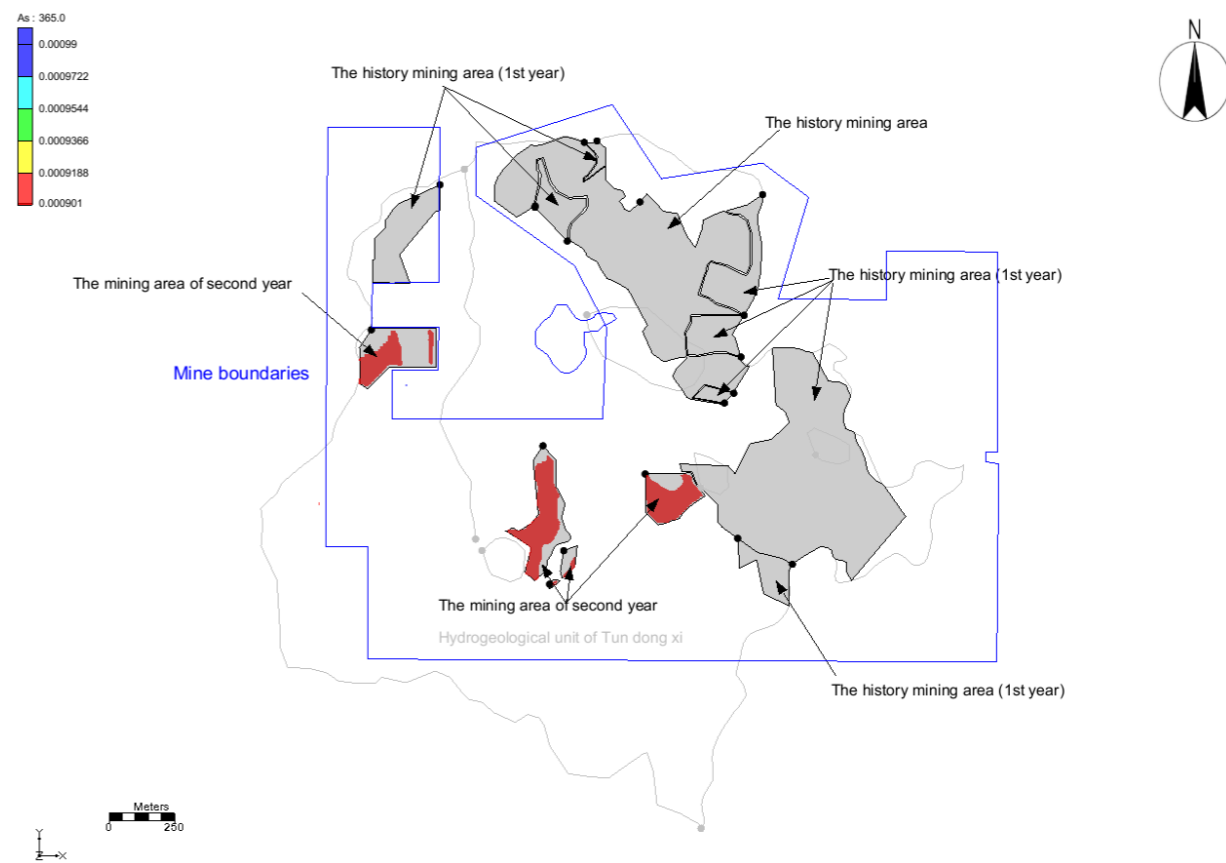 As : 365.0
0.00099
0.0009722
0.0009544
0.0009366
0.0009188
0.000901
N
The history mining area (1st year)
The history mining area
The history mining area (1st year)
The mining area of second year
Mine boundaries
The mining area of second year
Hydrogeological unit of Tun dong xi
The history mining area (1st year)
Meters
0 250
Y
Z X